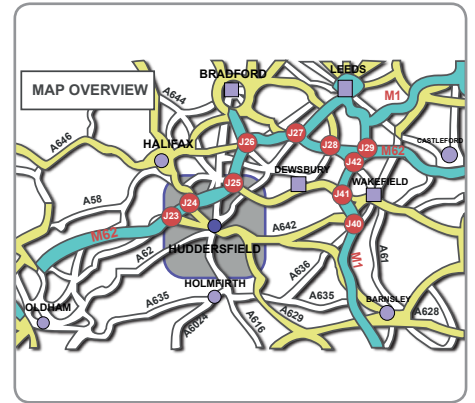 BRADFORD
LEEDS
MAP OVERVIEW
A644
M1
A646
J27
J26
J28
J29
HALIFAX
M62
CASTLEFORD
J42
DEWSBURY
J25
WAKEFIELD
J41
A58
J24
J23
J40
A642
M62
HUDDERSFIELD
A62
M1
A61
A636
HOLMFIRTH
OLDHAM
A635
A635
BARNSLEY
A629
A628
A6024
A616